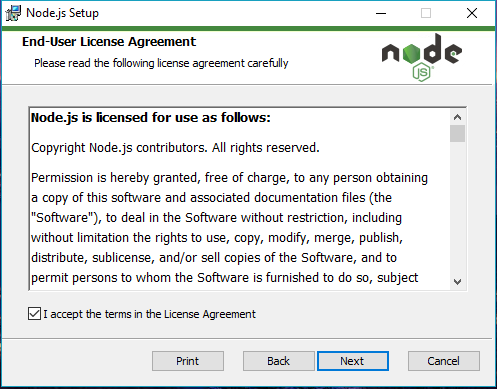 Node.js Setup
End-User License Agreement
Please read the following license agreement carefully
node
JS
Node.js is licensed for use as follows:
Copyright Node.js contributors. All rights reserved.
Permission is hereby granted, free of charge, to any person obtaining
a copy of this software and associated documentation files (the
"Software"), to deal in the Software without restriction, including
without limitation the rights to use, copy, modify, merge, publish,
distribute, sublicense, and/or sell copies of the Software, and to
permit persons to whom the Software is furnished to do so, subject
I accept the terms in the License Agreement
Print
Back
Next
Cancel